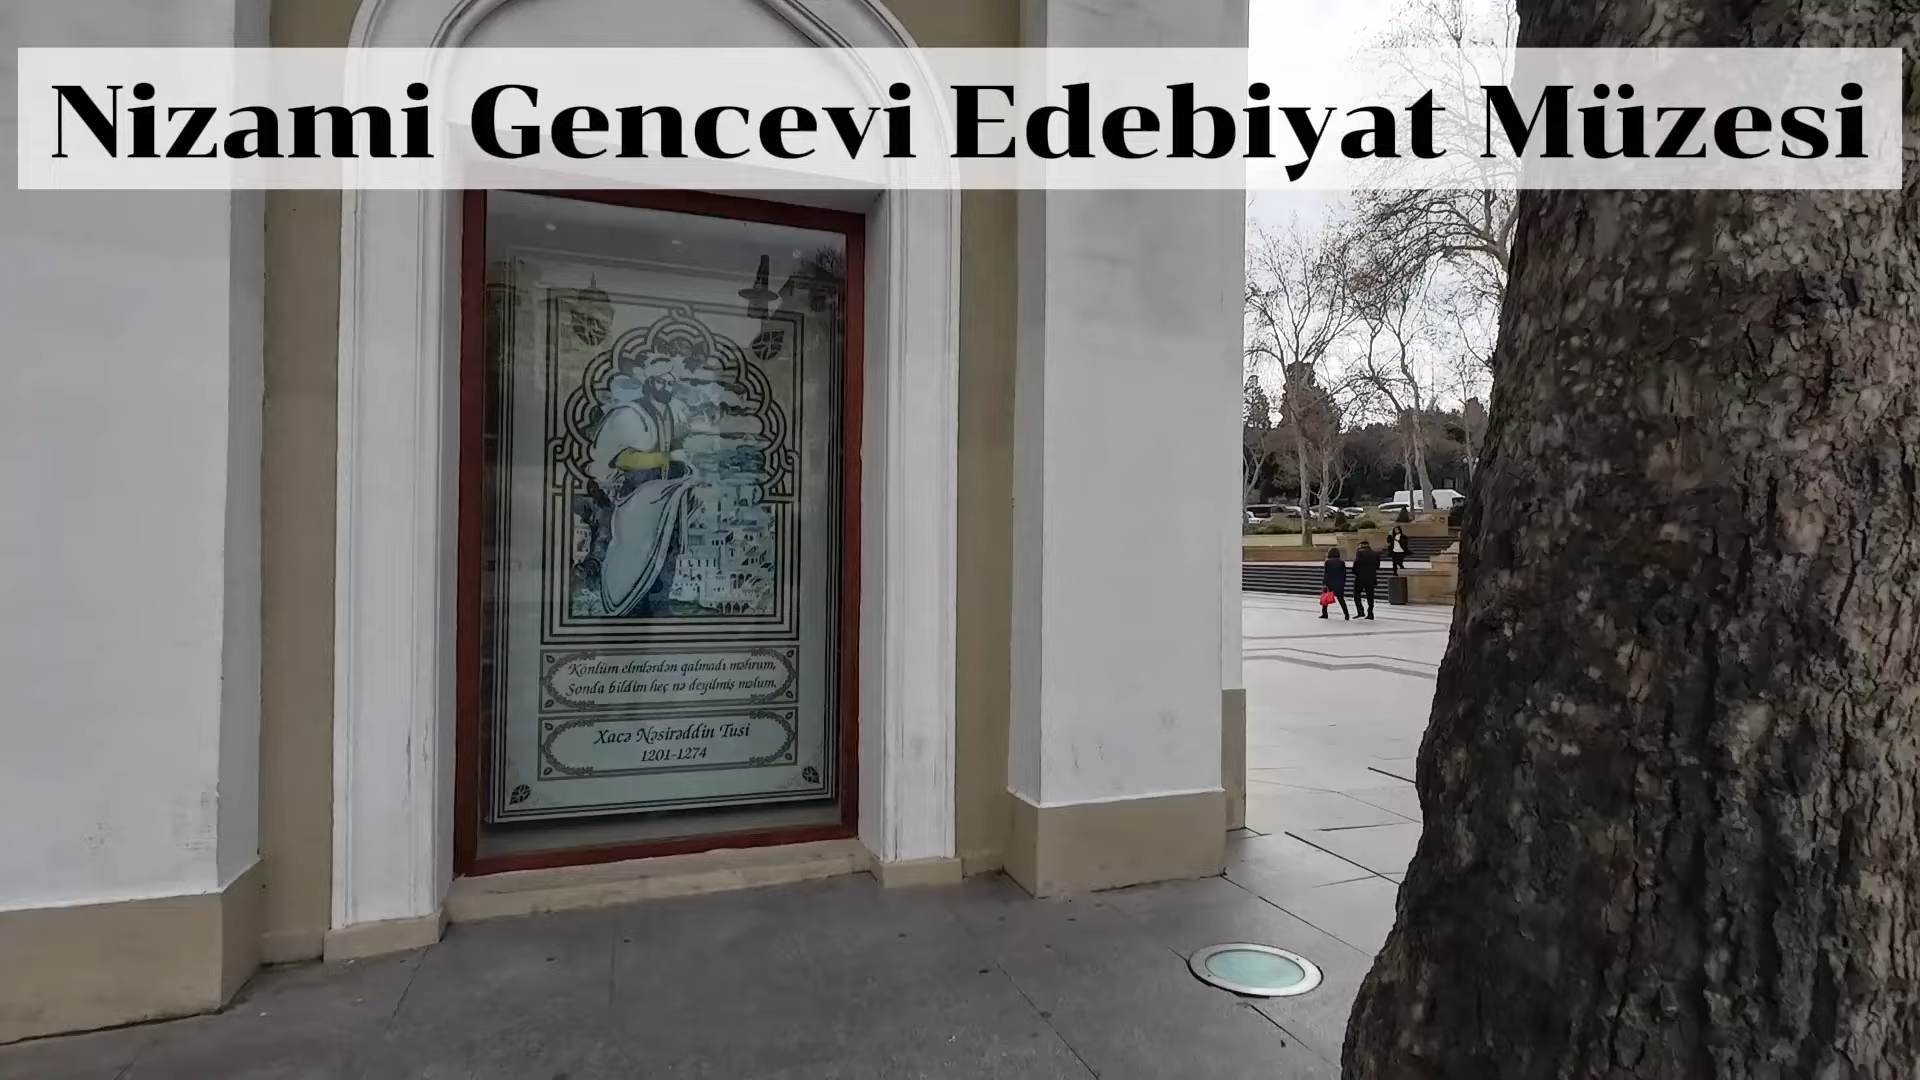 Nizami Gencevi Edebiyat Müzesi
Könlüm elmlərdən qalmadı məhrum,
Sonda bildim heç nə deyilmiş məlum.
Xacə Nəsirəddin Tusi
1201-1274